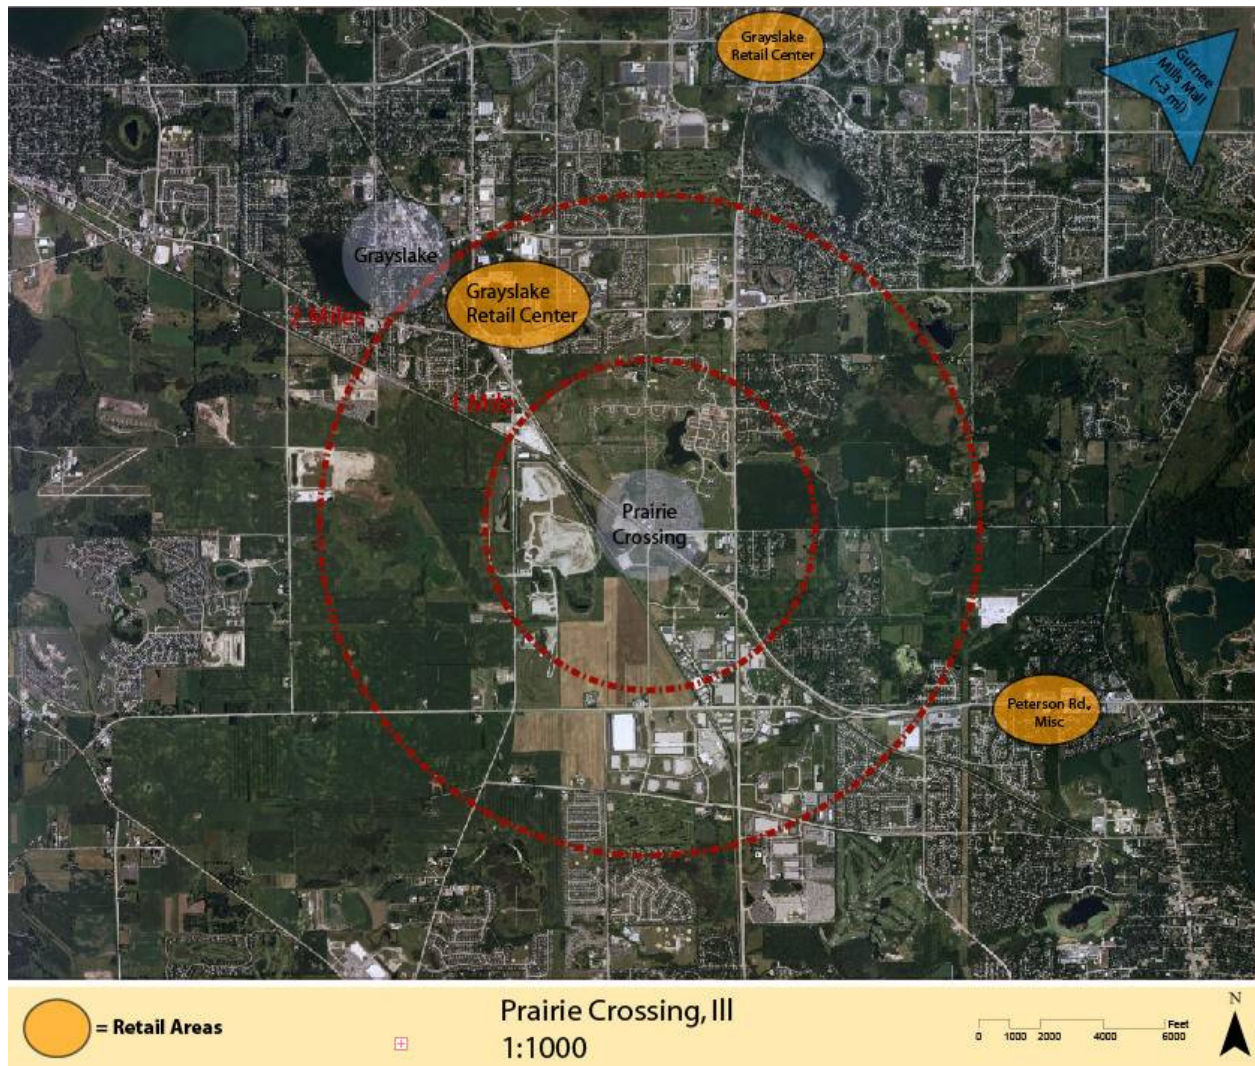 Grayslake
Retail Center
Gurnee
Mills Mall
(~3 mi)
Grayslake
Grayslake
Retail Center
2 Miles
1 Mile
Prairie
Crossing
Peterson Rd,
Misc
= Retail Areas
Prairie Crossing, Ill
1:1000
N
Feet
0 1000 2000 4000 6000